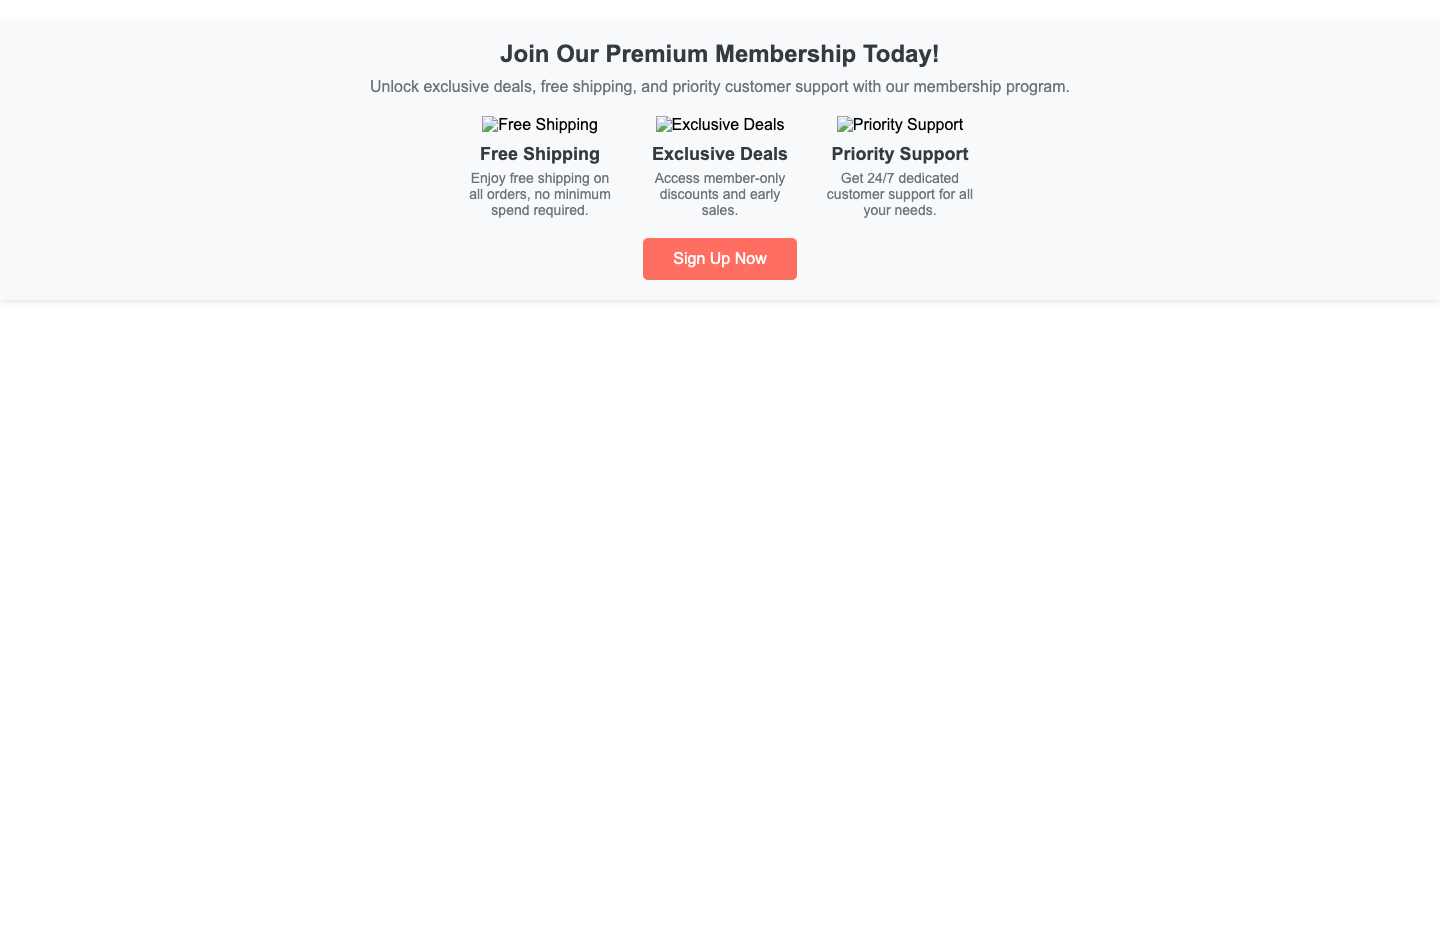 Join Our Premium Membership Today!
Unlock exclusive deals, free shipping, and priority customer support with our membership program.
Free Shipping
Exclusive Deals
Priority Support
Free Shipping
Exclusive Deals
Priority Support
Enjoy free shipping on
all orders, no minimum
spend required.
Access member-only
discounts and early
sales.
Get 24/7 dedicated
customer support for all
your needs.
Sign Up Now